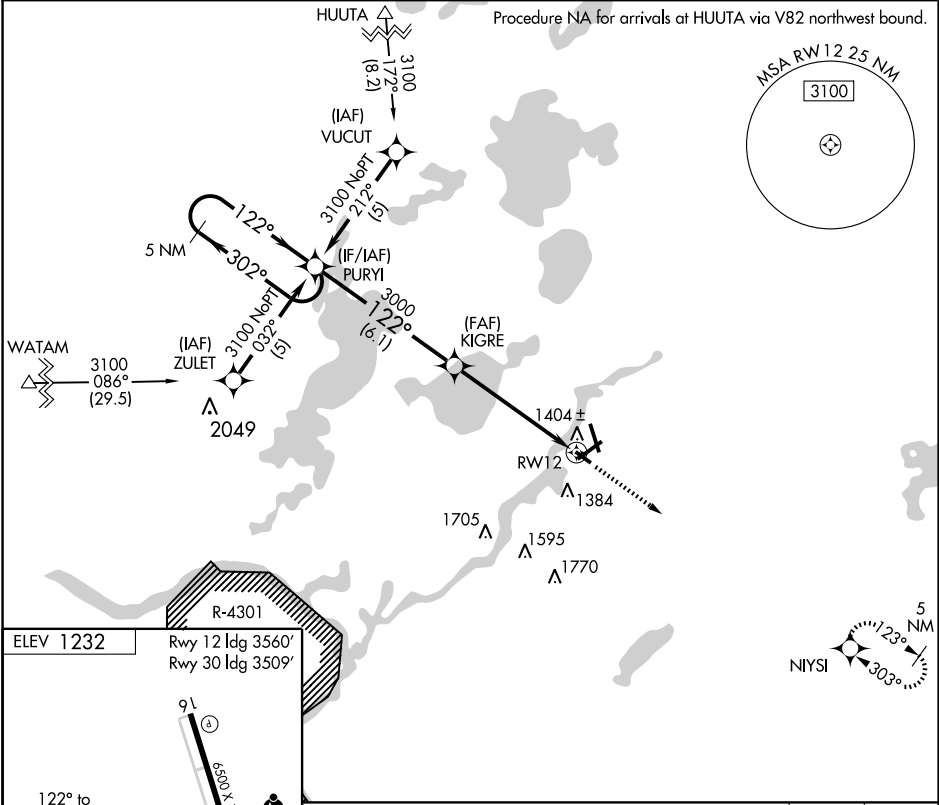 Procedure NA for arrivals at HUUTA via V82 northwest bound.
HUUTA
3100
172°
(8.2)
MSA RW12 25 NM
3100
(IAF)
VUCUT
3100 NoPT
212°
(5)
122°
5 NM
302°
(IF/IAF)
PURYI
3000
122°
(6.1)
(FAF)
KIGRE
3100 NoPT
032°
(5)
(IAF)
ZULET
WATAM
3100
086°
(29.5)
2049
1404 ±
RW12
1384
1705
1595
1770
R-4301
5
NM
123°
303°
NIYSI
ELEV 1232
Rwy 12 ldg 3560'
Rwy 30 ldg 3509'
16
P
6500 X
122° to